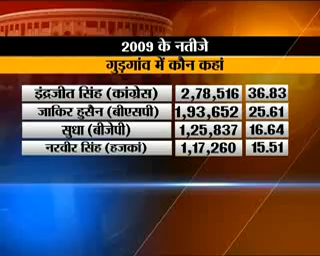 2009 के नतीजे
गुड़गांव में कौन कहां
इंद्रजीत सिंह (कांग्रेस) 2,78,516 36.83
जाकिर हुसैन (बीएसपी) 1,93,652 25.61
सुधा (बीजेपी) 1,25,837 16.64
नरवीर सिंह (हजकां) 1,17,260 15.51